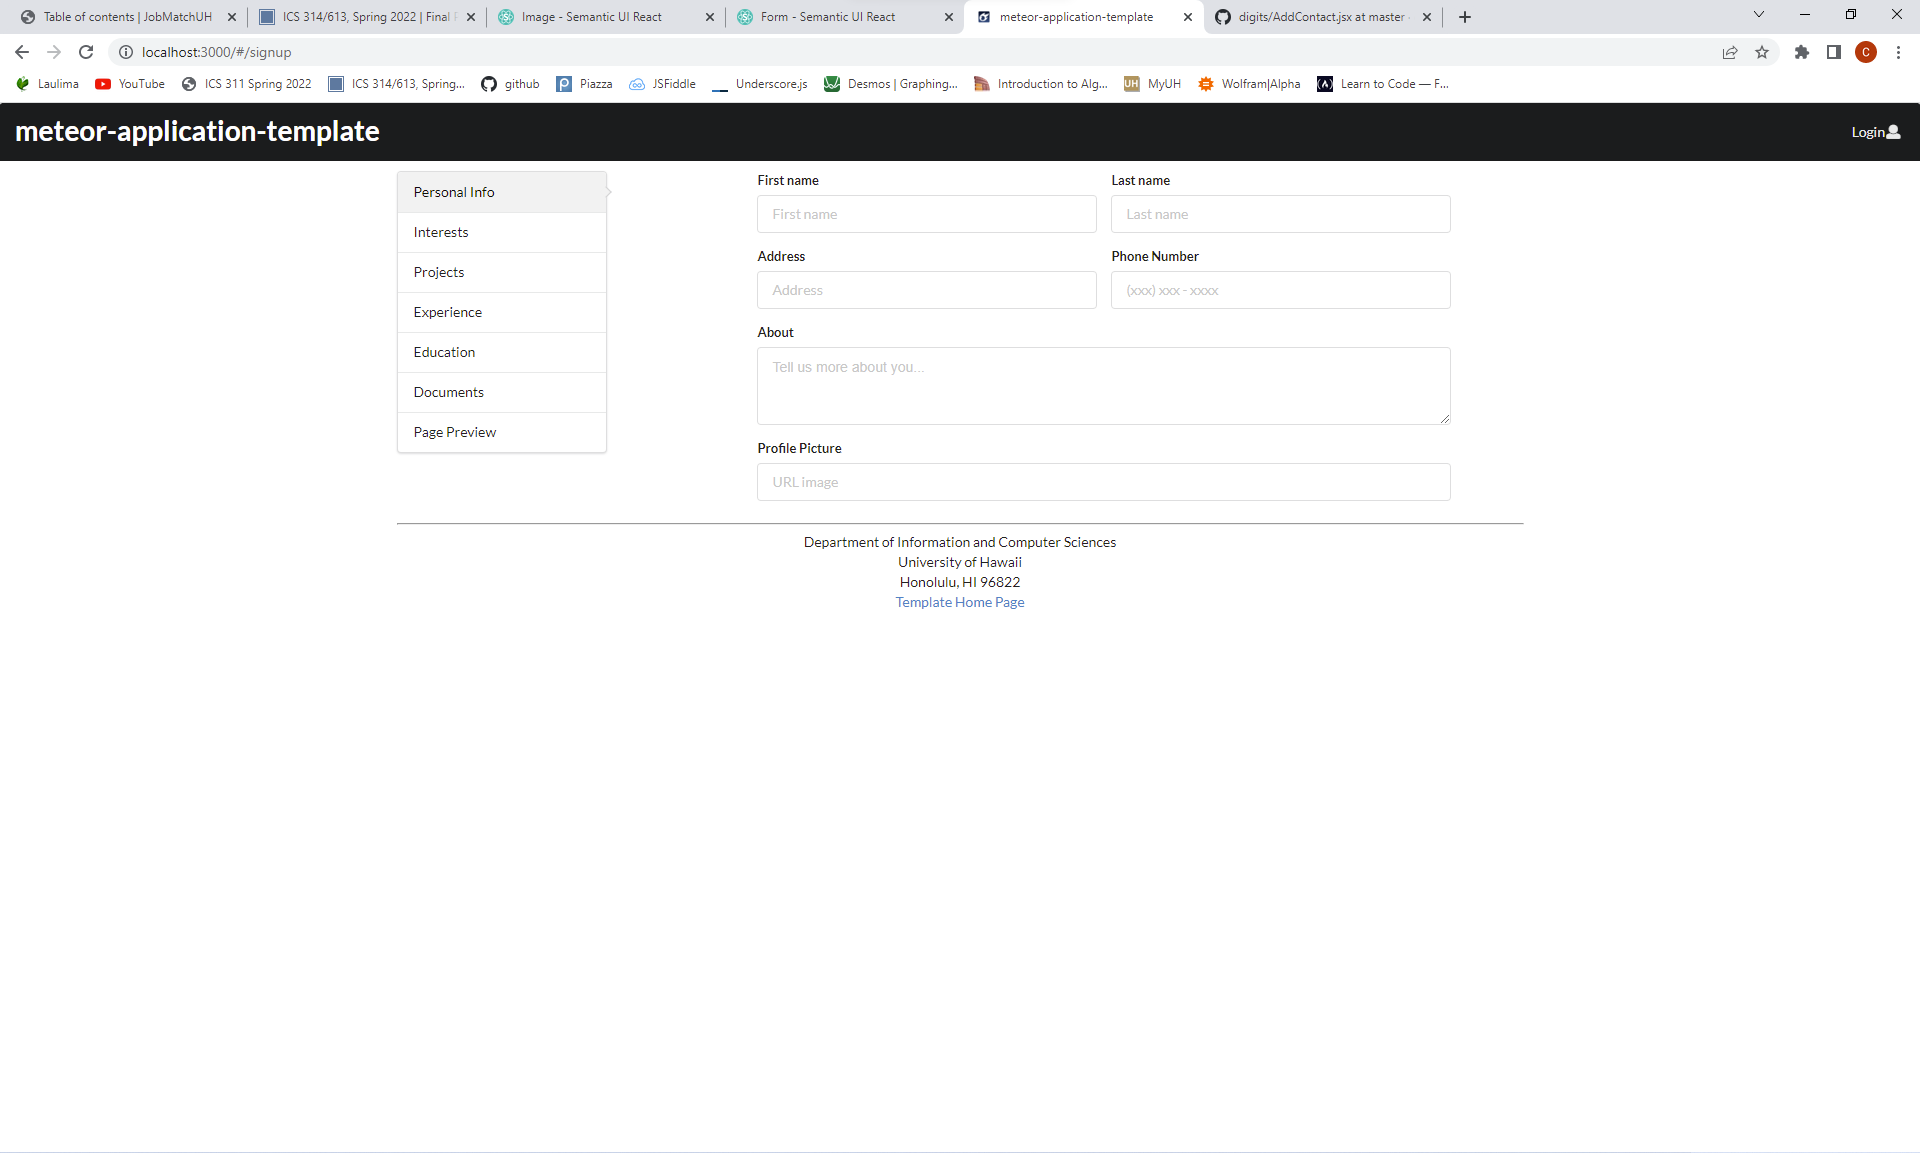 Table of contents | JobMatchUH
ICS 314/613, Spring 2022 | Final
Image - Semantic UI React
Form - Semantic UI React
meteor-application-template
digits/AddContact.jsx at master
localhost:3000/#/signup
C
Laulima
YouTube
ICS 311 Spring 2022
ICS 314/613, Spring...
github
Piazza
JSFiddle
Underscore.js
Desmos | Graphing...
Introduction to Alg...
UH
MyUH
Wolfram|Alpha
Learn to Code — F...
meteor-application-template
Login
Personal Info
Interests
Projects
Experience
Education
Documents
Page Preview
First name
Last name
First name
Last name
Address
Phone Number
Address
(xxx) xxx - xxxx
About
Tell us more about you...
Profile Picture
URL image
Department of Information and Computer Sciences
University of Hawaii
Honolulu, HI 96822
Template Home Page